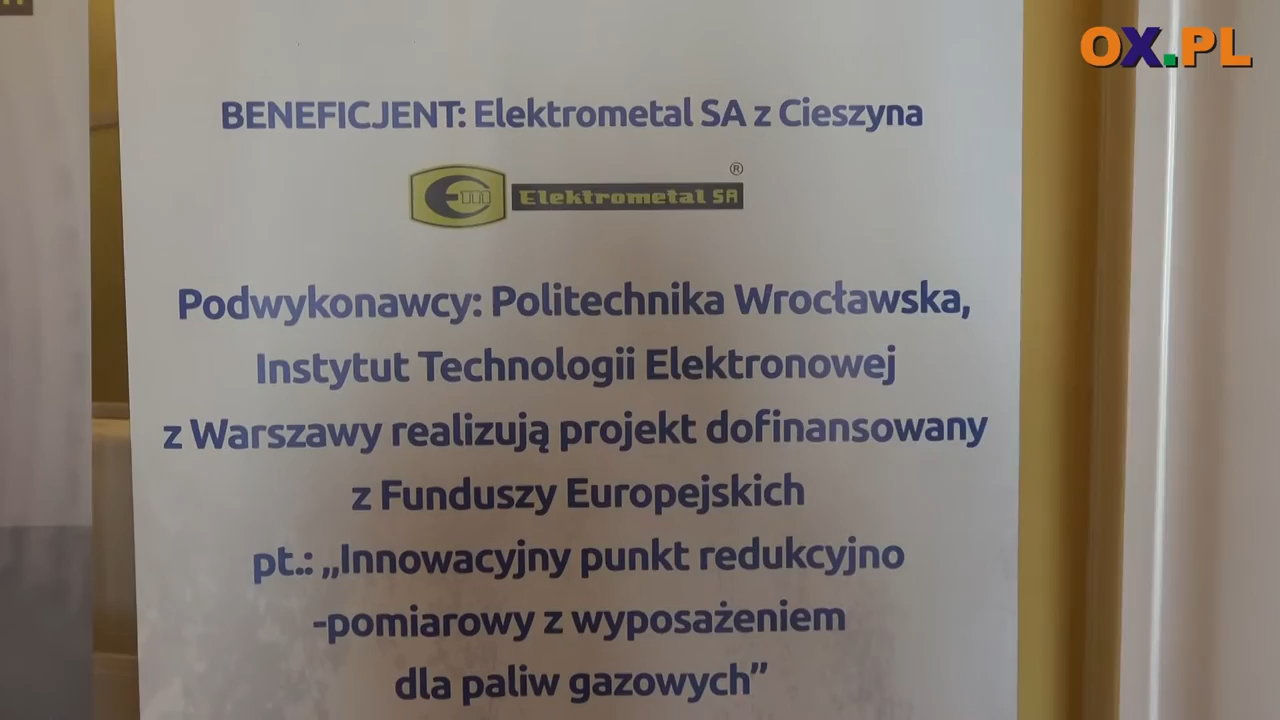 OX.PL
BENEFICJENT: Elektrometal SA z Cieszyna
Em Elektrometal SA ®
Podwykonawcy: Politechnika Wrocławska,
Instytut Technologii Elektronowej
z Warszawy realizują projekt dofinansowany
z Funduszy Europejskich
pt.: „Innowacyjny punkt redukcyjno
-pomiarowy z wyposażeniem
dla paliw gazowych”